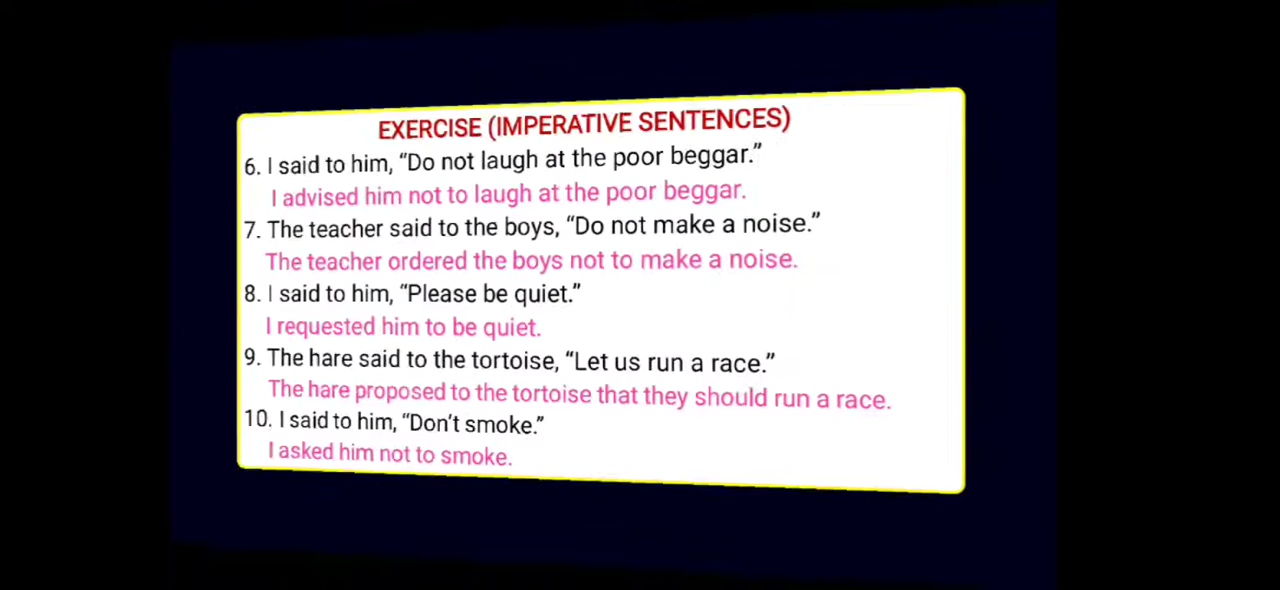 EXERCISE (IMPERATIVE SENTENCES)
6. I said to him, “Do not laugh at the poor beggar.”
I advised him not to laugh at the poor beggar.
7. The teacher said to the boys, “Do not make a noise.”
The teacher ordered the boys not to make a noise.
8. I said to him, “Please be quiet.”
I requested him to be quiet.
9. The hare said to the tortoise, “Let us run a race.”
The hare proposed to the tortoise that they should run a race.
10. I said to him, “Don’t smoke.”
I asked him not to smoke.